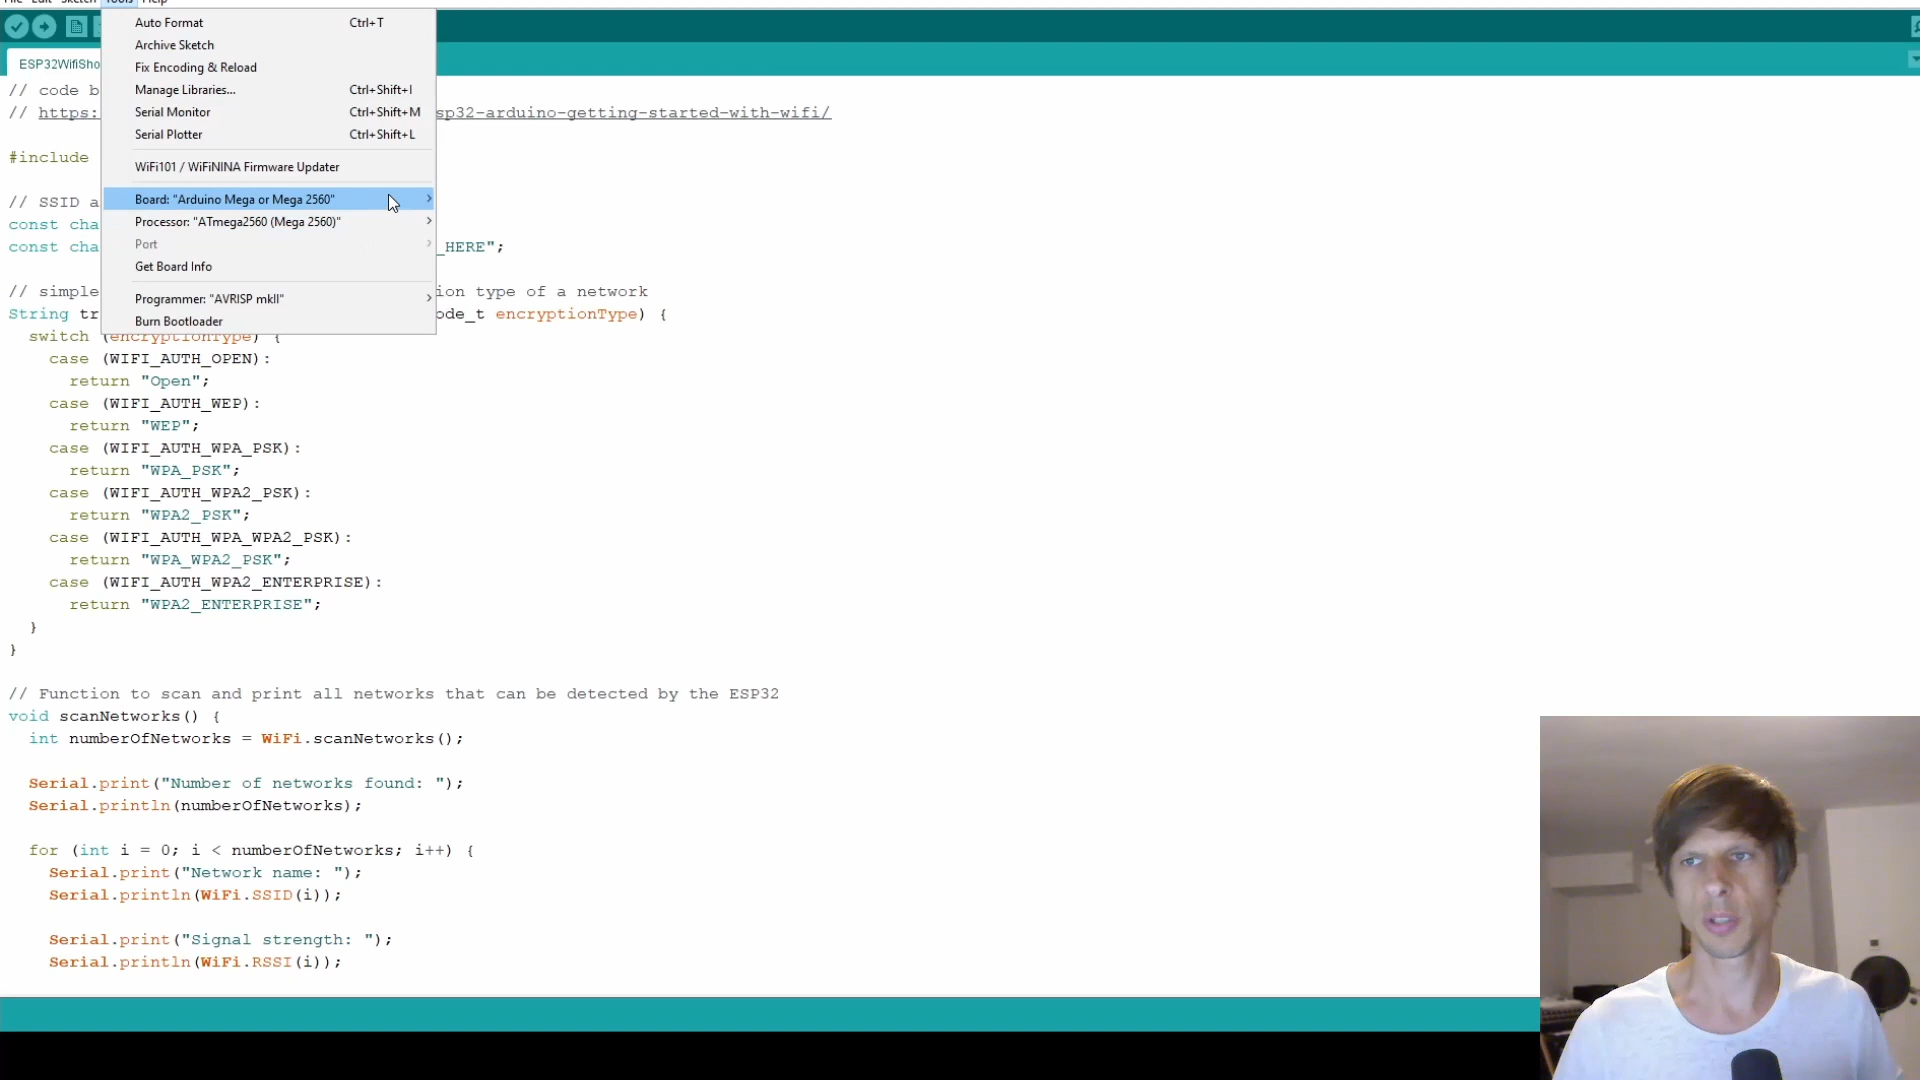 File Edit Sketch Tools Help
Auto Format Ctrl+T
Archive Sketch
Fix Encoding & Reload
Manage Libraries... Ctrl+Shift+I
Serial Monitor Ctrl+Shift+M
Serial Plotter Ctrl+Shift+L
WiFi101 / WiFiNINA Firmware Updater
Board: "Arduino Mega or Mega 2560"
Processor: "ATmega2560 (Mega 2560)"
Port
Get Board Info
Programmer: "AVRISP mkII"
Burn Bootloader
ESP32WifiSho
// code b
// https: sp32-arduino-getting-started-with-wifi/
#include
// SSID a
const cha
const cha _HERE";
// simple ion type of a network
String tr ode_t encryptionType) {
switch (encryptionType) {
case (WIFI_AUTH_OPEN):
return "Open";
case (WIFI_AUTH_WEP):
return "WEP";
case (WIFI_AUTH_WPA_PSK):
return "WPA_PSK";
case (WIFI_AUTH_WPA2_PSK):
return "WPA2_PSK";
case (WIFI_AUTH_WPA_WPA2_PSK):
return "WPA_WPA2_PSK";
case (WIFI_AUTH_WPA2_ENTERPRISE):
return "WPA2_ENTERPRISE";
}
}
// Function to scan and print all networks that can be detected by the ESP32
void scanNetworks() {
int numberOfNetworks = WiFi.scanNetworks();
Serial.print("Number of networks found: ");
Serial.println(numberOfNetworks);
for (int i = 0; i < numberOfNetworks; i++) {
Serial.print("Network name: ");
Serial.println(WiFi.SSID(i));
Serial.print("Signal strength: ");
Serial.println(WiFi.RSSI(i));